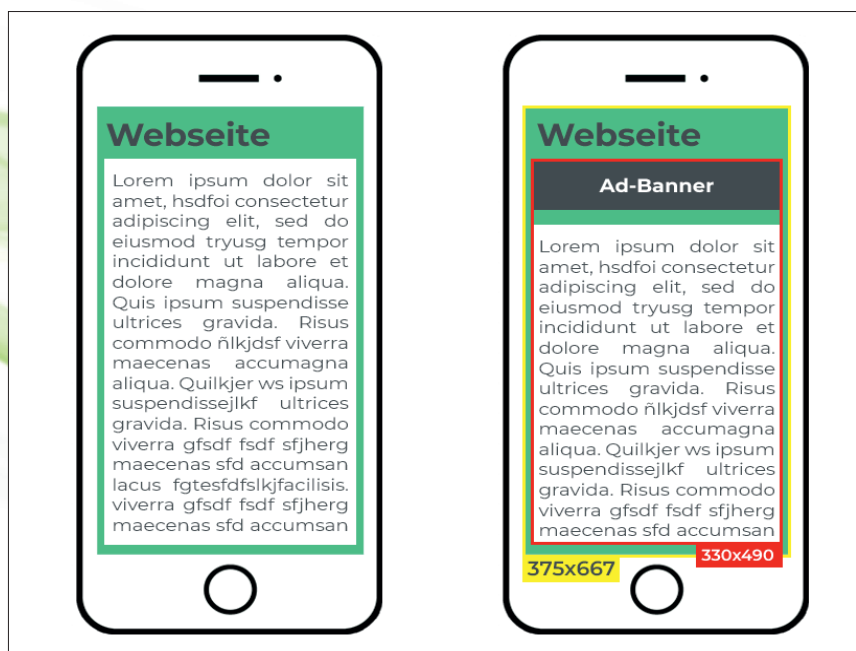 Webseite
Lorem ipsum dolor sit
amet, hsdfoi consectetur
adipiscing elit, sed do
eiusmod tryusg tempor
incididunt ut labore et
dolore magna aliqua.
Quis ipsum suspendisse
ultrices gravida. Risus
commodo ñlkjdsf viverra
maecenas accumagna
aliqua. Quilkjer ws ipsum
suspendissejlkf ultrices
gravida. Risus commodo
viverra gfsdf fsdf sfjherg
maecenas sfd accumsan
lacus fgtesfdfslkjfacilisis.
viverra gfsdf fsdf sfjherg
maecenas sfd accumsan
Webseite
Ad-Banner
Lorem ipsum dolor sit
amet, hsdfoi consectetur
adipiscing elit, sed do
eiusmod tryusg tempor
incididunt ut labore et
dolore magna aliqua.
Quis ipsum suspendisse
ultrices gravida. Risus
commodo ñlkjdsf viverra
maecenas accumagna
aliqua. Quilkjer ws ipsum
suspendissejlkf ultrices
gravida. Risus commodo
viverra gfsdf fsdf sfjherg
maecenas sfd accumsan
330x490
375x667